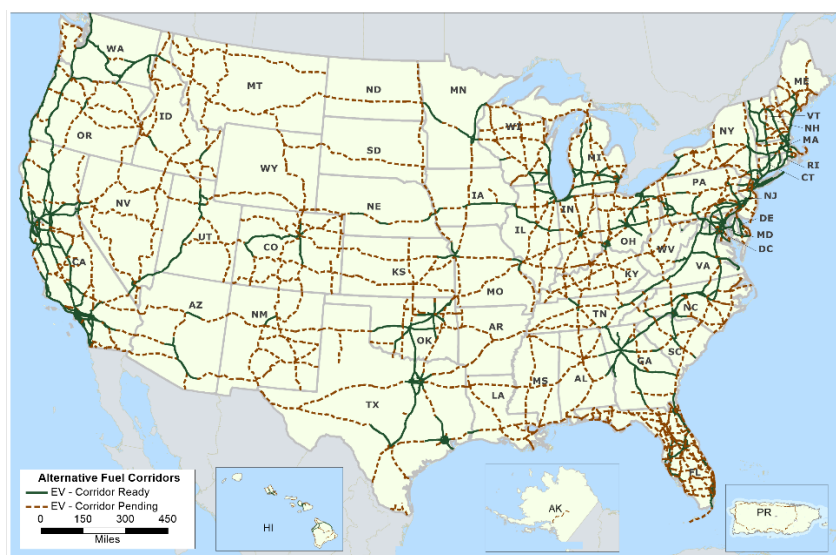 WA
MT
ND
MN
ME
OR
ID
WI
MI
NY
VT
NH
MA
SD
WY
RI
CT
NV
NE
IA
PA
NJ
UT
CO
IL
IN
OH
WV
DE
MD
DC
CA
KS
MO
KY
VA
AZ
NM
OK
AR
TN
NC
SC
TX
LA
MS
AL
GA
FL
Alternative Fuel Corridors
EV - Corridor Ready
EV - Corridor Pending
0 150 300 450
Miles
HI
AK
PR